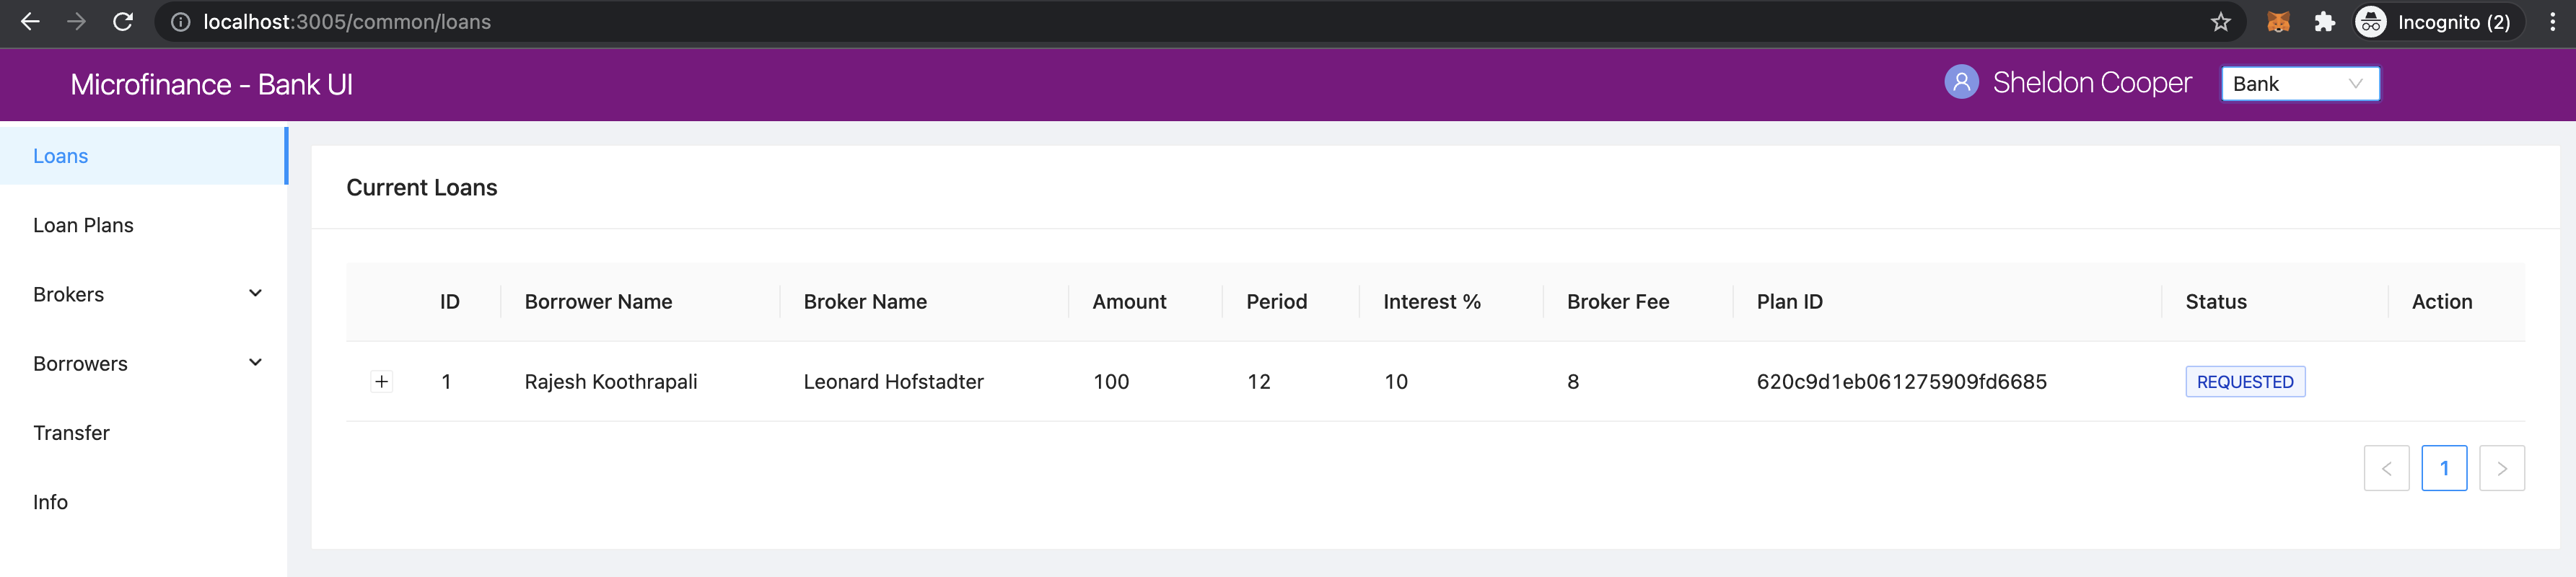 localhost:3005/common/loans
Incognito (2)
Microfinance - Bank UI
Sheldon Cooper
Bank
Loans
Loan Plans
Brokers
Borrowers
Transfer
Info
Current Loans
ID Borrower Name Broker Name Amount Period Interest % Broker Fee Plan ID Status Action
1 Rajesh Koothrapali Leonard Hofstadter 100 12 10 8 620c9d1eb061275909fd6685 REQUESTED
1